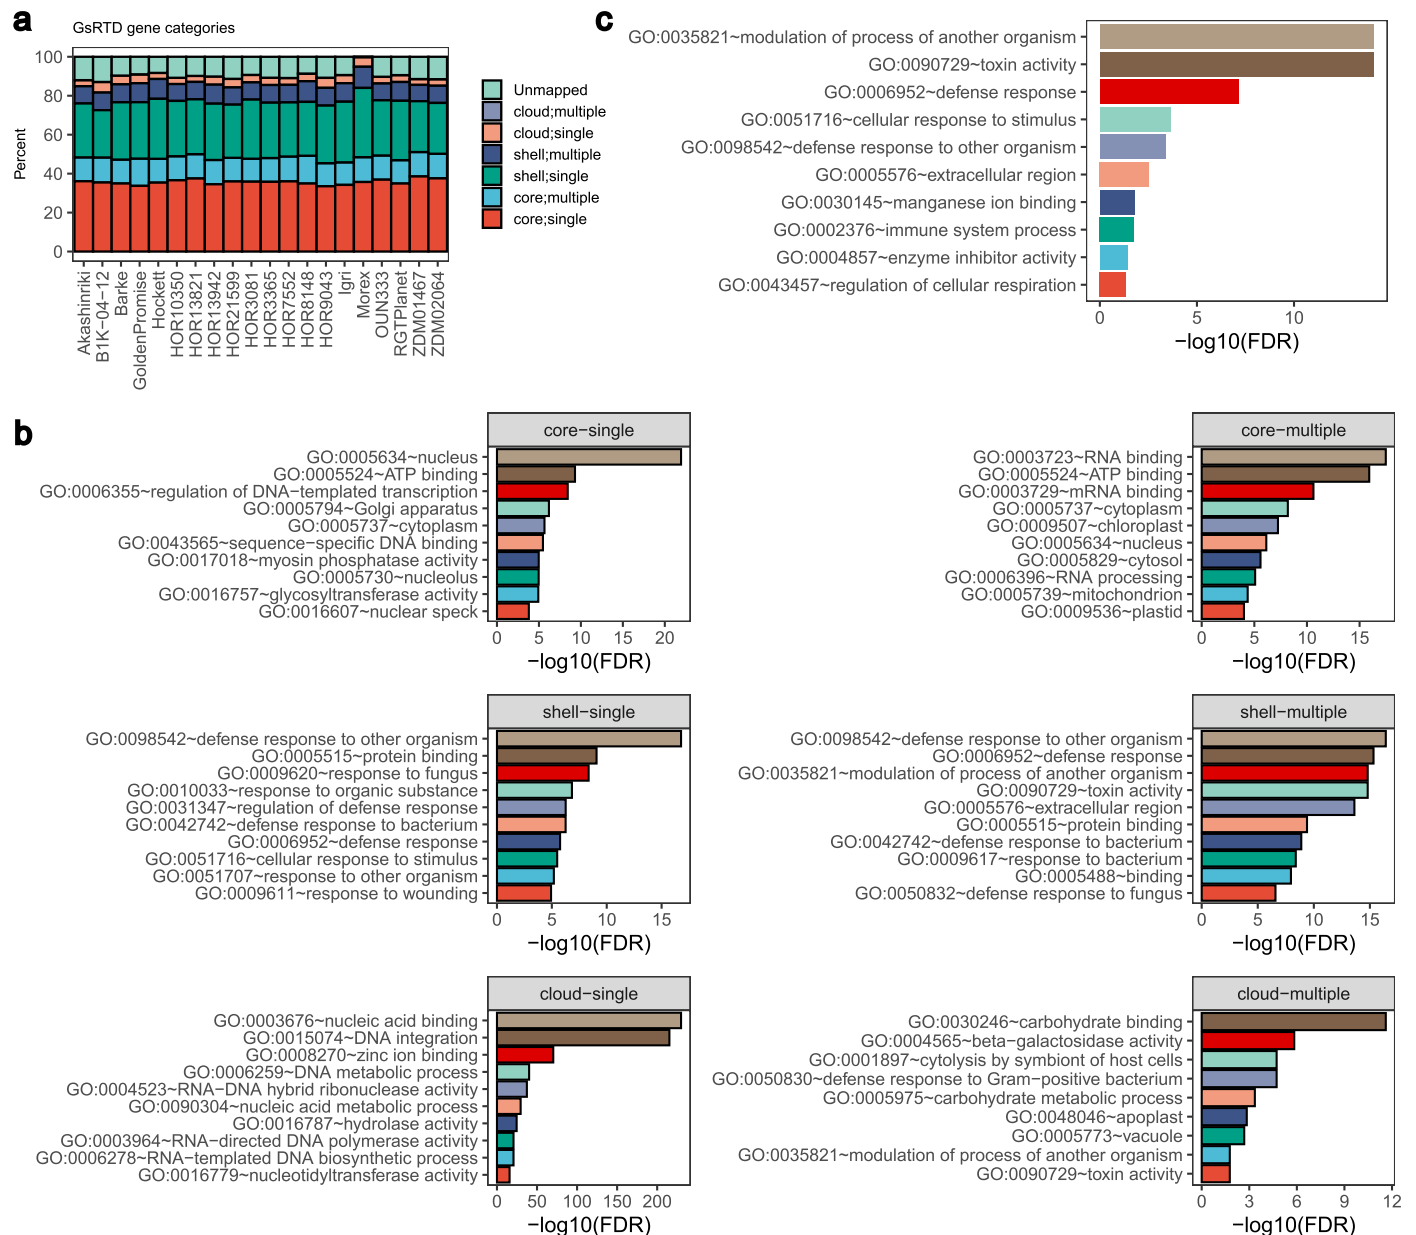 a
GsRTD gene categories
Percent
100
80
60
40
20
0
Akashinriki
B1K-04-12
Barke
GoldenPromise
Hockett
HOR10350
HOR13821
HOR13942
HOR21599
HOR3081
HOR3365
HOR7552
HOR8148
HOR9043
Igri
Morex
OUN333
RGTPlanet
ZDM01467
ZDM02064
Unmapped
cloud;multiple
cloud;single
shell;multiple
shell;single
core;multiple
core;single
c
GO:0035821~modulation of process of another organism
GO:0090729~toxin activity
GO:0006952~defense response
GO:0051716~cellular response to stimulus
GO:0098542~defense response to other organism
GO:0005576~extracellular region
GO:0030145~manganese ion binding
GO:0002376~immune system process
GO:0004857~enzyme inhibitor activity
GO:0043457~regulation of cellular respiration
0 5 10
−log10(FDR)
b
core−single
GO:0005634~nucleus
GO:0005524~ATP binding
GO:0006355~regulation of DNA−templated transcription
GO:0005794~Golgi apparatus
GO:0005737~cytoplasm
GO:0043565~sequence−specific DNA binding
GO:0017018~myosin phosphatase activity
GO:0005730~nucleolus
GO:0016757~glycosyltransferase activity
GO:0016607~nuclear speck
0 5 10 15 20
−log10(FDR)
core−multiple
GO:0003723~RNA binding
GO:0005524~ATP binding
GO:0003729~mRNA binding
GO:0005737~cytoplasm
GO:0009507~chloroplast
GO:0005634~nucleus
GO:0005829~cytosol
GO:0006396~RNA processing
GO:0005739~mitochondrion
GO:0009536~plastid
0 5 10 15
−log10(FDR)
shell−single
GO:0098542~defense response to other organism
GO:0005515~protein binding
GO:0009620~response to fungus
GO:0010033~response to organic substance
GO:0031347~regulation of defense response
GO:0042742~defense response to bacterium
GO:0006952~defense response
GO:0051716~cellular response to stimulus
GO:0051707~response to other organism
GO:0009611~response to wounding
0 5 10 15
−log10(FDR)
shell−multiple
GO:0098542~defense response to other organism
GO:0006952~defense response
GO:0035821~modulation of process of another organism
GO:0090729~toxin activity
GO:0005576~extracellular region
GO:0005515~protein binding
GO:0042742~defense response to bacterium
GO:0009617~response to bacterium
GO:0005488~binding
GO:0050832~defense response to fungus
0 5 10 15
−log10(FDR)
cloud−single
GO:0003676~nucleic acid binding
GO:0015074~DNA integration
GO:0008270~zinc ion binding
GO:0006259~DNA metabolic process
GO:0004523~RNA−DNA hybrid ribonuclease activity
GO:0090304~nucleic acid metabolic process
GO:0016787~hydrolase activity
GO:0003964~RNA−directed DNA polymerase activity
GO:0006278~RNA−templated DNA biosynthetic process
GO:0016779~nucleotidyltransferase activity
0 50 100 150 200
−log10(FDR)
cloud−multiple
GO:0030246~carbohydrate binding
GO:0004565~beta−galactosidase activity
GO:0001897~cytolysis by symbiont of host cells
GO:0050830~defense response to Gram−positive bacterium
GO:0005975~carbohydrate metabolic process
GO:0048046~apoplast
GO:0005773~vacuole
GO:0035821~modulation of process of another organism
GO:0090729~toxin activity
0 3 6 9 12
−log10(FDR)